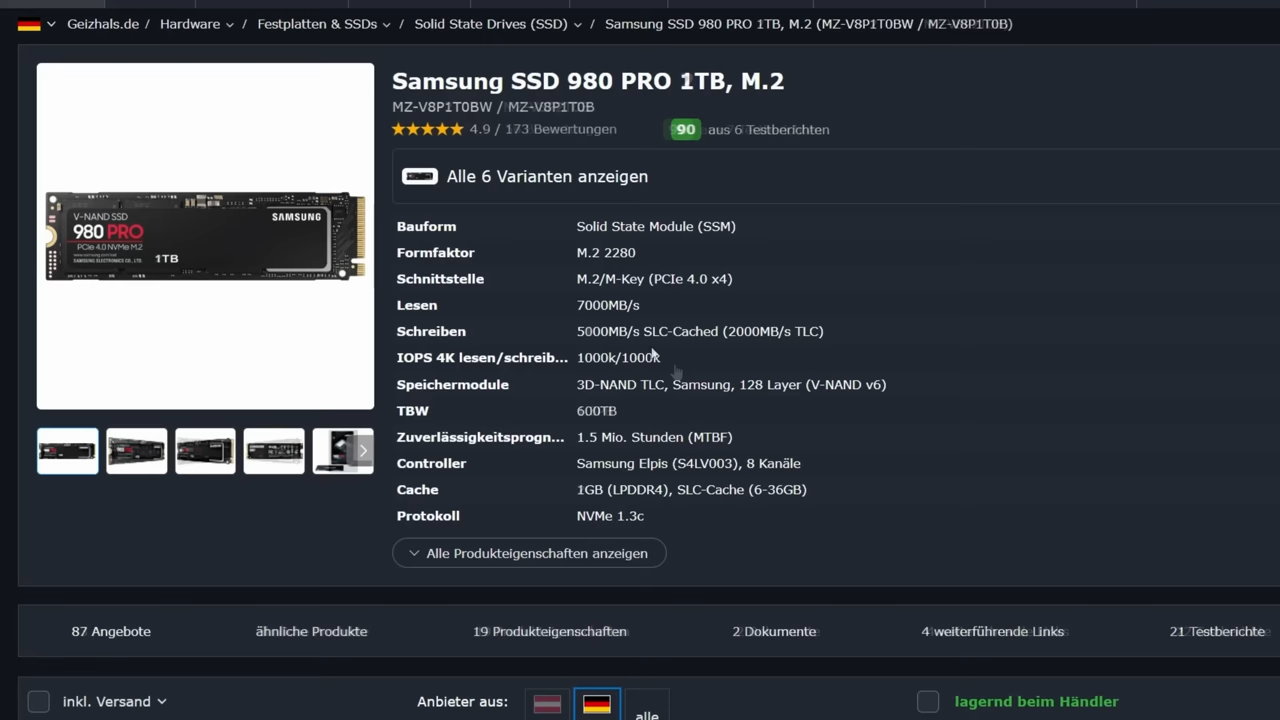 Geizhals.de / Hardware / Festplatten & SSDs / Solid State Drives (SSD) / Samsung SSD 980 PRO 1TB, M.2 (MZ-V8P1T0BW / MZ-V8P1T0B)
Samsung SSD 980 PRO 1TB, M.2
MZ-V8P1T0BW / MZ-V8P1T0B
4.9 / 173 Bewertungen 90 aus 6 Testberichten
Alle 6 Varianten anzeigen
V-NAND SSD
SAMSUNG
980 PRO
PCIe 4.0 NVMe M.2
SAMSUNG ELECTRONICS CO., LTD.
1TB
Bauform Solid State Module (SSM)
Formfaktor M.2 2280
Schnittstelle M.2/M-Key (PCIe 4.0 x4)
Lesen 7000MB/s
Schreiben 5000MB/s SLC-Cached (2000MB/s TLC)
IOPS 4K lesen/schreib... 1000k/1000k
Speichermodule 3D-NAND TLC, Samsung, 128 Layer (V-NAND v6)
TBW 600TB
Zuverlässigkeitsprogn... 1.5 Mio. Stunden (MTBF)
Controller Samsung Elpis (S4LV003), 8 Kanäle
Cache 1GB (LPDDR4), SLC-Cache (6-36GB)
Protokoll NVMe 1.3c
Alle Produkteigenschaften anzeigen
87 Angebote ähnliche Produkte 19 Produkteigenschaften 2 Dokumente 4 weiterführende Links 21 Testberichte
inkl. Versand Anbieter aus: alle lagernd beim Händler